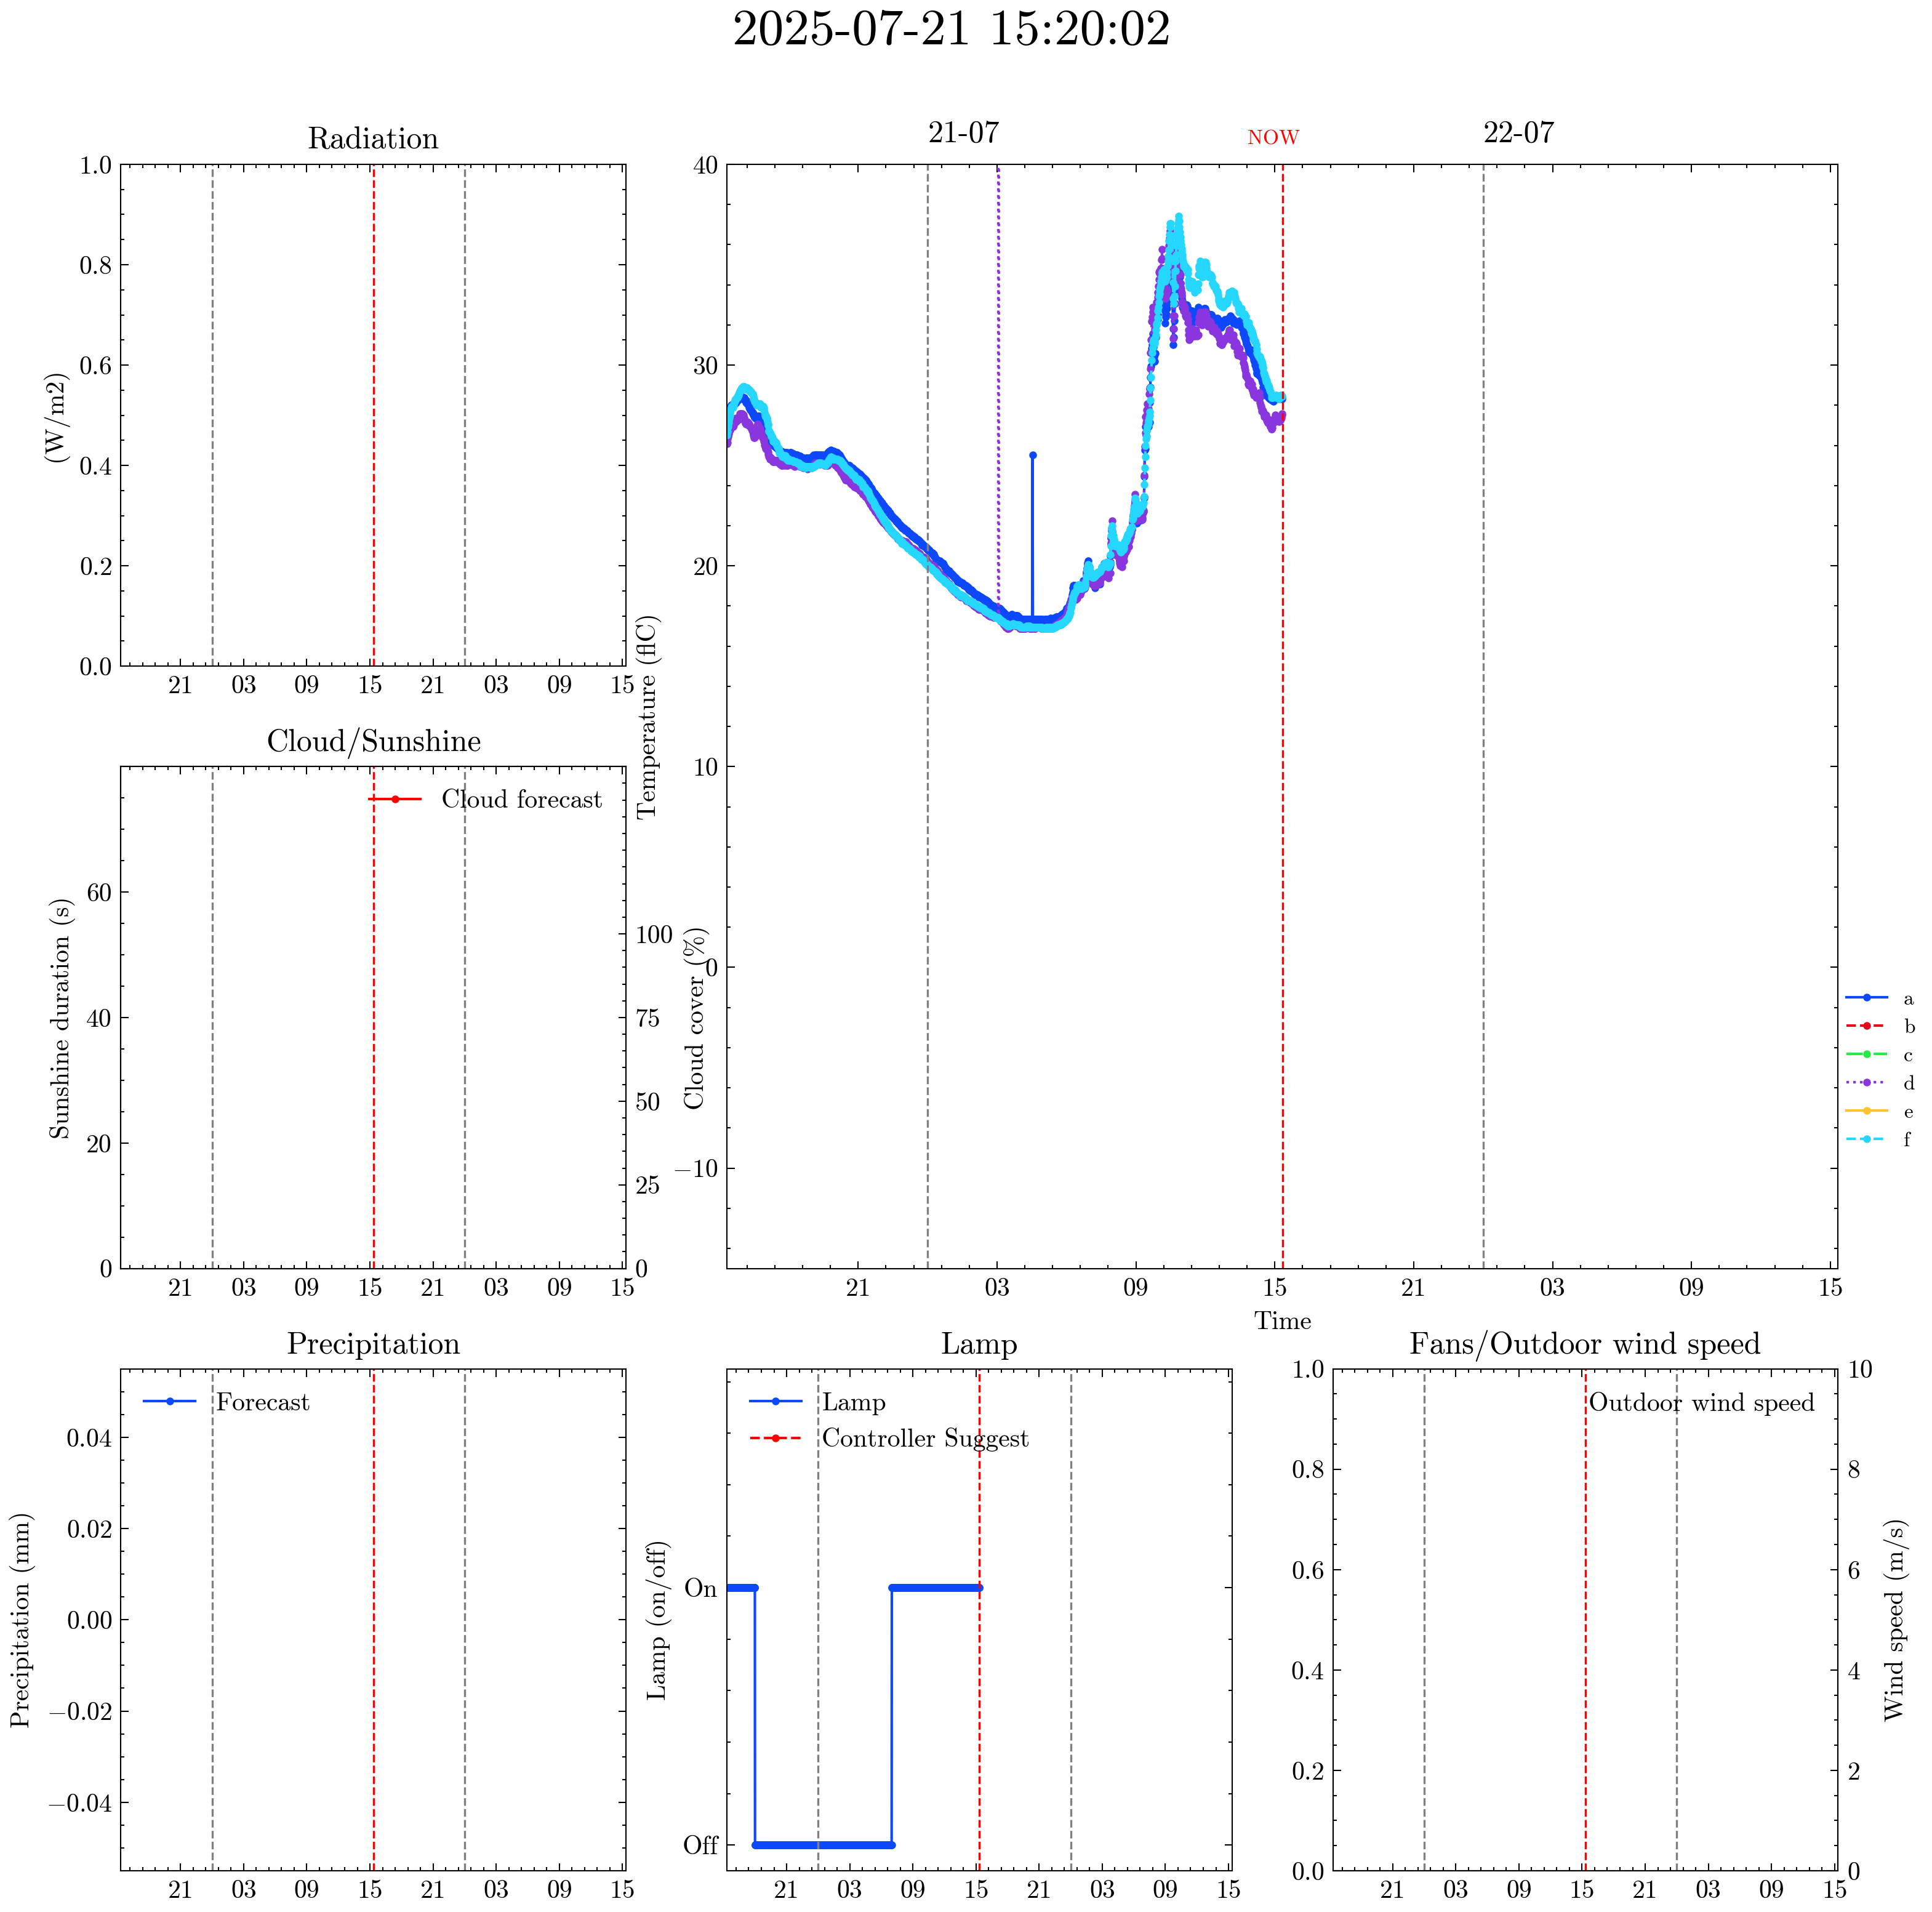 2025-07-21 15:20:02
Radiation
21-07
NOW
22-07
1.0
0.8
0.6
0.4
0.2
0.0
(W/m2)
21 03 09 15 21 03 09 15
Cloud/Sunshine
Cloud forecast
60
40
20
0
Sunshine duration (s)
100
75
50
25
0
Cloud cover (%)
21 03 09 15 21 03 09 15
40
30
20
10
0
−10
Temperature (flC)
21 03 09 15 21 03 09 15
Time
a
b
c
d
e
f
Precipitation
Forecast
0.04
0.02
0.00
−0.02
−0.04
Precipitation (mm)
21 03 09 15 21 03 09 15
Lamp
Lamp
Controller Suggest
On
Off
Lamp (on/off)
21 03 09 15 21 03 09 15
Fans/Outdoor wind speed
Outdoor wind speed
1.0
0.8
0.6
0.4
0.2
0.0
10
8
6
4
2
0
Wind speed (m/s)
21 03 09 15 21 03 09 15